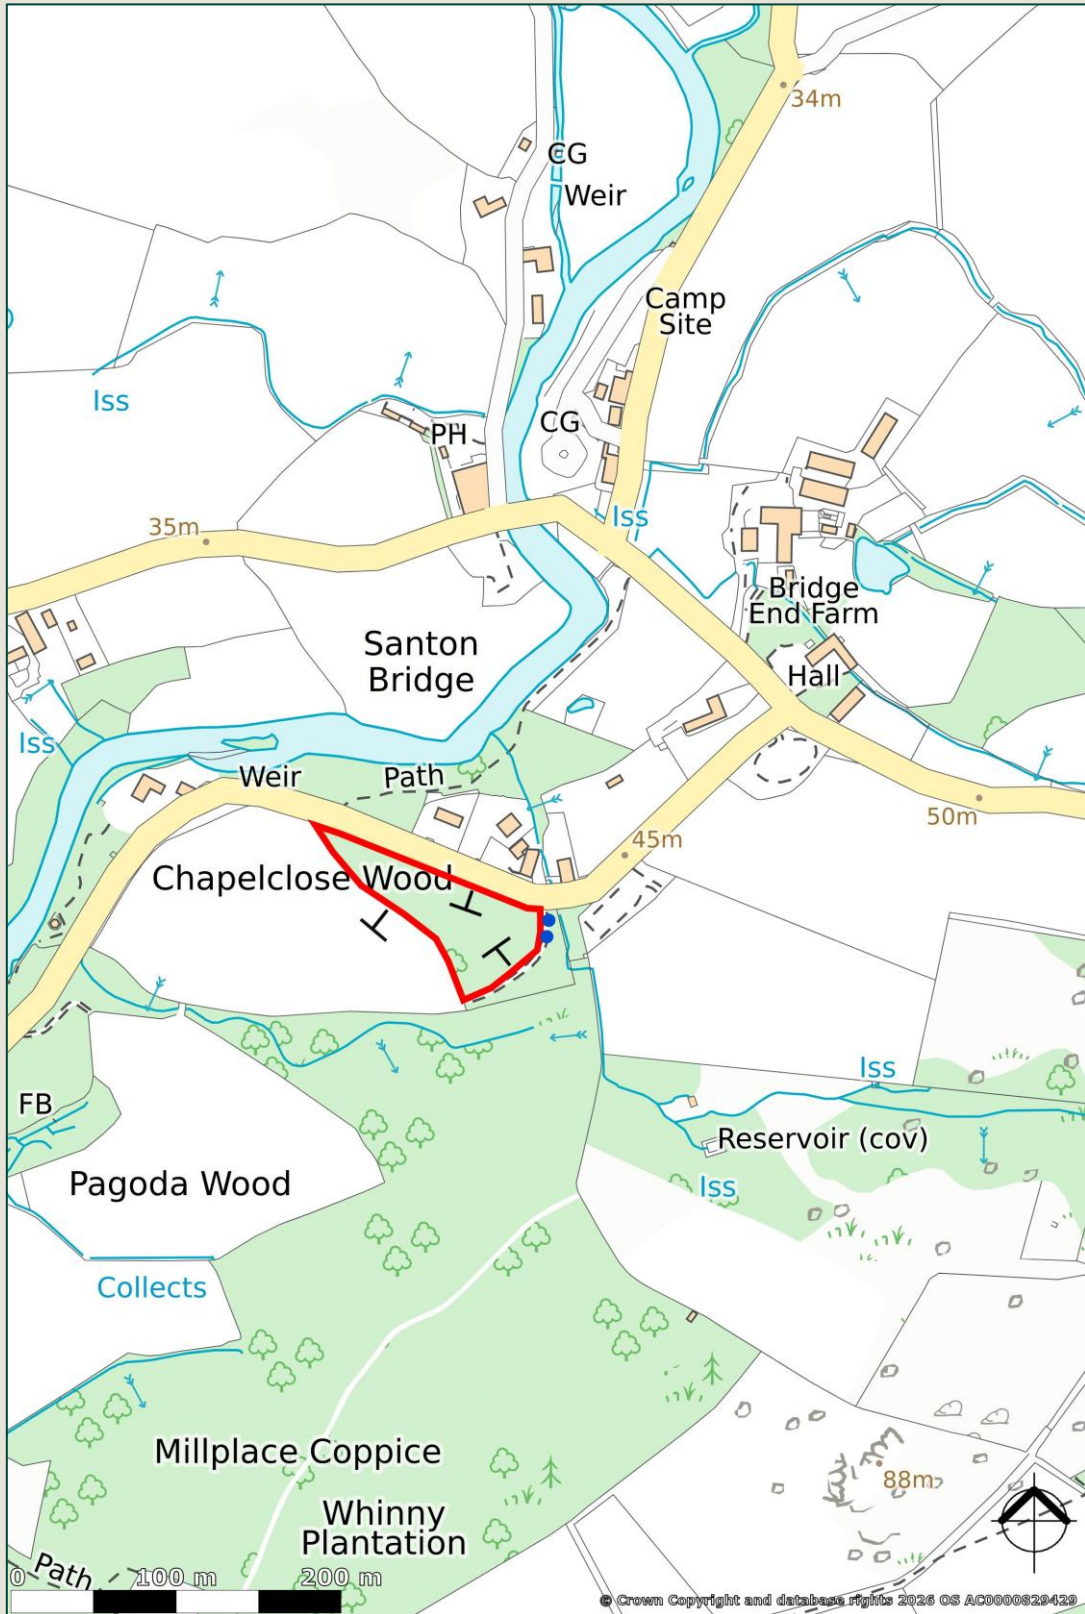 34m
CG
Weir
Camp
Site
Iss
PH
CG
35m
Iss
Bridge
End Farm
Santon
Bridge
Hall
Iss
Weir
Path
50m
45m
Chapelclose Wood
Iss
FB
Reservoir (cov)
Pagoda Wood
Iss
Collects
Millplace Coppice
88m
Whinny
Plantation
Path
0 100 m 200 m
© Crown Copyright and database rights 2026 OS AC0000829429